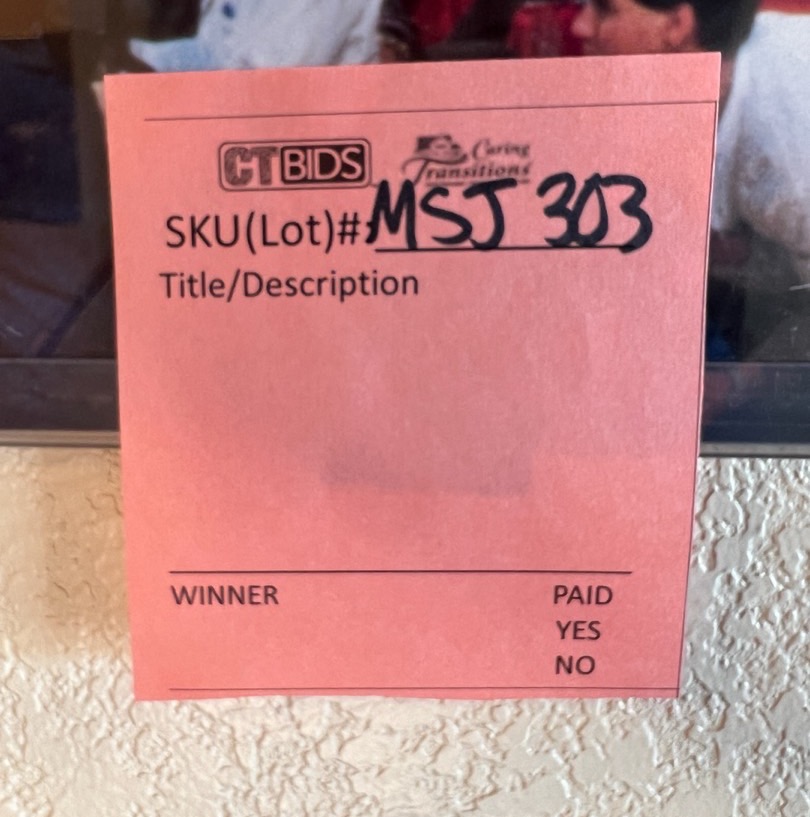 CTBIDS Caring Transitions
SKU(Lot)#: MSJ 303
Title/Description
WINNER PAID
YES
NO